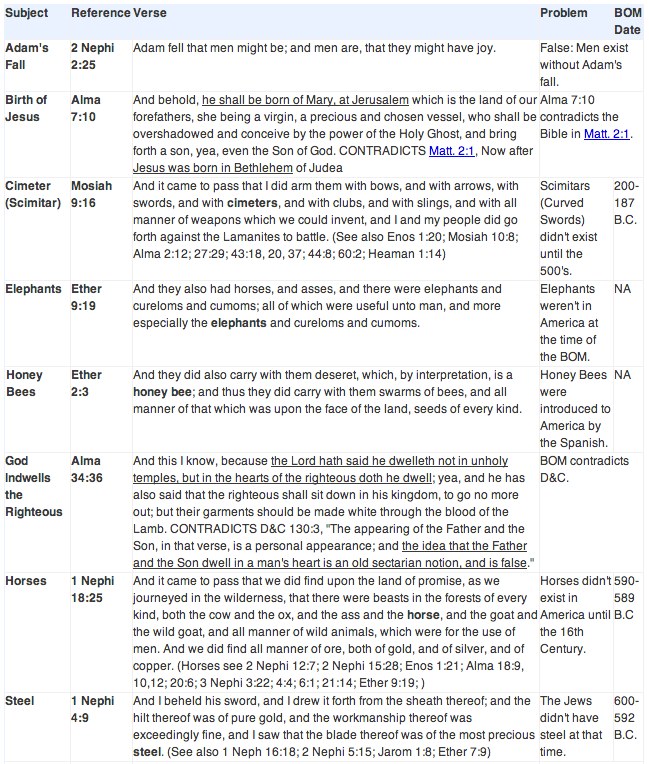 Subject Reference Verse Problem BOM
Date
Adam's 2 Nephi Adam fell that men might be; and men are, that they might have joy. False: Men exist
Fall 2:25 without Adam's
fall.
Birth of Alma And behold, he shall be born of Mary, at Jerusalem which is the land of our Alma 7:10
Jesus 7:10 forefathers, she being a virgin, a precious and chosen vessel, who shall be contradicts the
overshadowed and conceive by the power of the Holy Ghost, and bring Bible in Matt. 2:1.
forth a son, yea, even the Son of God. CONTRADICTS Matt. 2:1, Now after
Jesus was born in Bethlehem of Judea
Cimeter Mosiah And it came to pass that I did arm them with bows, and with arrows, with Scimitars 200-
(Scimitar) 9:16 swords, and with cimeters, and with clubs, and with slings, and with all (Curved 187
manner of weapons which we could invent, and I and my people did go Swords) B.C.
forth against the Lamanites to battle. (See also Enos 1:20; Mosiah 10:8; didn't exist
Alma 2:12; 27:29; 43:18, 20, 37; 44:8; 60:2; Heaman 1:14) until the
500's.
Elephants Ether And they also had horses, and asses, and there were elephants and Elephants NA
9:19 cureloms and cumoms; all of which were useful unto man, and more weren't in
especially the elephants and cureloms and cumoms. America at
the time of
the BOM.
Honey Ether And they did also carry with them deseret, which, by interpretation, is a Honey Bees NA
Bees 2:3 honey bee; and thus they did carry with them swarms of bees, and all were
manner of that which was upon the face of the land, seeds of every kind. introduced to
America by
the Spanish.
God Alma And this I know, because the Lord hath said he dwelleth not in unholy BOM contradicts
Indwells 34:36 temples, but in the hearts of the righteous doth he dwell; yea, and he has D&C.
the also said that the righteous shall sit down in his kingdom, to go no more
Righteous out; but their garments should be made white through the blood of the
Lamb. CONTRADICTS D&C 130:3, "The appearing of the Father and the
Son, in that verse, is a personal appearance; and the idea that the Father
and the Son dwell in a man's heart is an old sectarian notion, and is false."
Horses 1 Nephi And it came to pass that we did find upon the land of promise, as we Horses didn't 590-
18:25 journeyed in the wilderness, that there were beasts in the forests of every exist in 589
kind, both the cow and the ox, and the ass and the horse, and the goat and America until B.C
the wild goat, and all manner of wild animals, which were for the use of the 16th
men. And we did find all manner of ore, both of gold, and of silver, and of Century.
copper. (Horses see 2 Nephi 12:7; 2 Nephi 15:28; Enos 1:21; Alma 18:9,
10,12; 20:6; 3 Nephi 3:22; 4:4; 6:1; 21:14; Ether 9:19; )
Steel 1 Nephi And I beheld his sword, and I drew it forth from the sheath thereof; and the The Jews 600-
4:9 hilt thereof was of pure gold, and the workmanship thereof was didn't have 592
exceedingly fine, and I saw that the blade thereof was of the most precious steel at that B.C.
steel. (See also 1 Neph 16:18; 2 Nephi 5:15; Jarom 1:8; Ether 7:9) time.